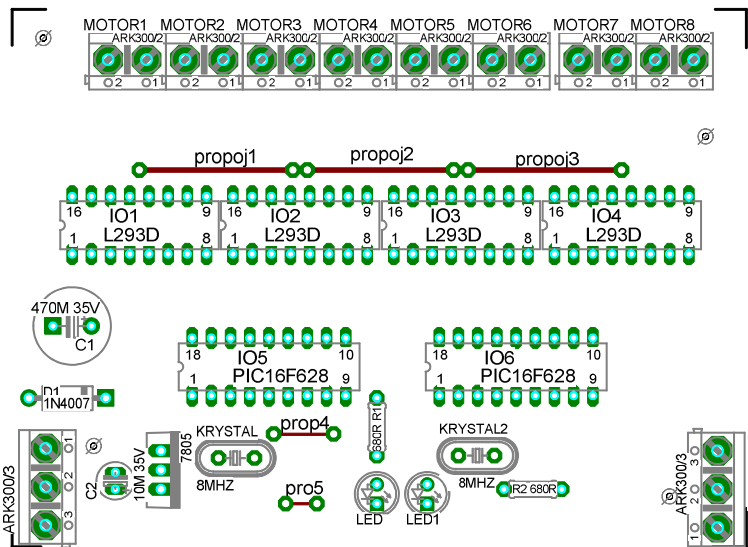 MOTOR1 MOTOR2 MOTOR3 MOTOR4 MOTOR5 MOTOR6 MOTOR7 MOTOR8
ARK300/2 ARK300/2 ARK300/2 ARK300/2 ARK300/2 ARK300/2 ARK300/2 ARK300/2
2 1 2 1 2 1 2 1 2 1 2 1 2 1 2 1
propoj1 propoj2 propoj3
16 IO1 9 16 IO2 9 16 IO3 9 16 IO4 9
1 L293D 8 1 L293D 8 1 L293D 8 1 L293D 8
470M 35V
C1
18 IO5 10 18 IO6 10
1 PIC16F628 9 1 PIC16F628 9
D1
1N4007
680R R1
prop4
KRYSTAL
8MHZ
KRYSTAL2
8MHZ
7805
10M 35V
C2
ARK300/3
1
2
3
pro5
LED LED1
R2 680R
ARK300/3
3
2
1